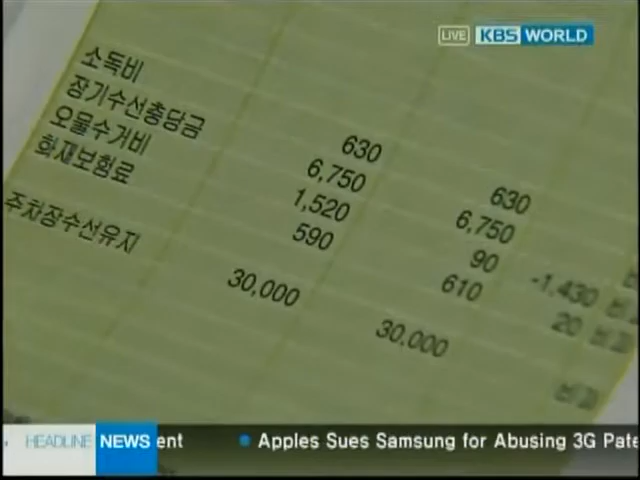 LIVE KBS WORLD
소독비 630 630
장기수선충당금 6,750 6,750
오물수거비 1,520 90 -1,430
화재보험료 590 610 20
주차장수선유지 30,000 30,000
HEADLINE NEWS ent • Apples Sues Samsung for Abusing 3G Pate